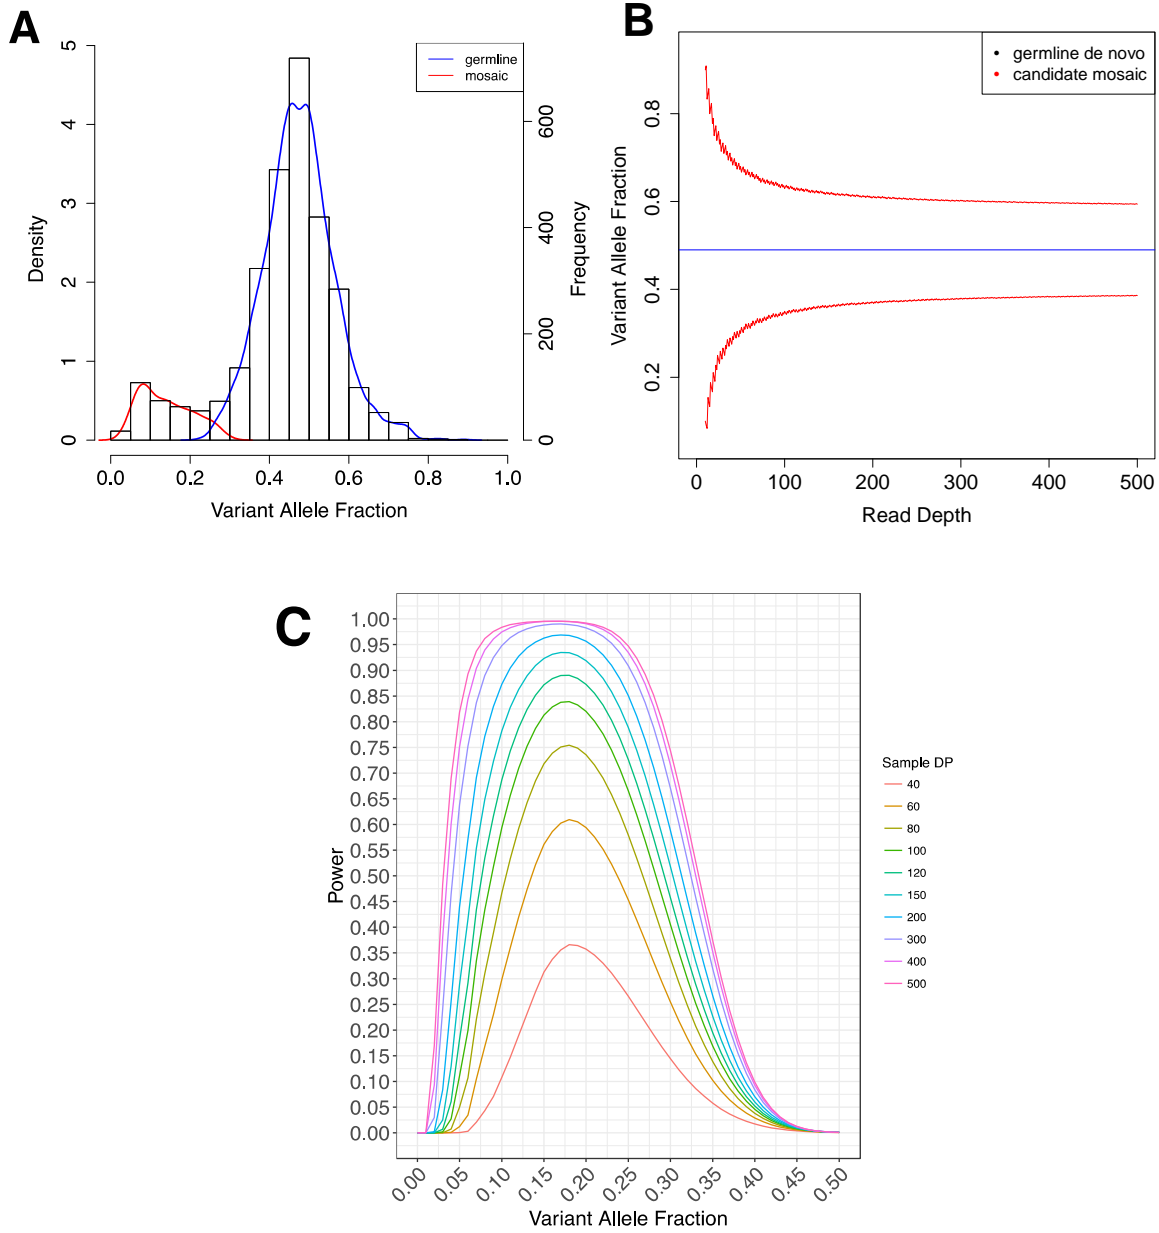 A
5
4
3
2
1
0
Density
germline
mosaic
600
400
200
0
Frequency
0.0 0.2 0.4 0.6 0.8 1.0
Variant Allele Fraction
B
0.8
0.6
0.4
0.2
Variant Allele Fraction
germline de novo
candidate mosaic
0 100 200 300 400 500
Read Depth
C
1.00
0.95
0.90
0.85
0.80
0.75
0.70
0.65
0.60
0.55
0.50
0.45
0.40
0.35
0.30
0.25
0.20
0.15
0.10
0.05
0.00
Power
0.00 0.05 0.10 0.15 0.20 0.25 0.30 0.35 0.40 0.45 0.50
Variant Allele Fraction
Sample DP
40
60
80
100
120
150
200
300
400
500